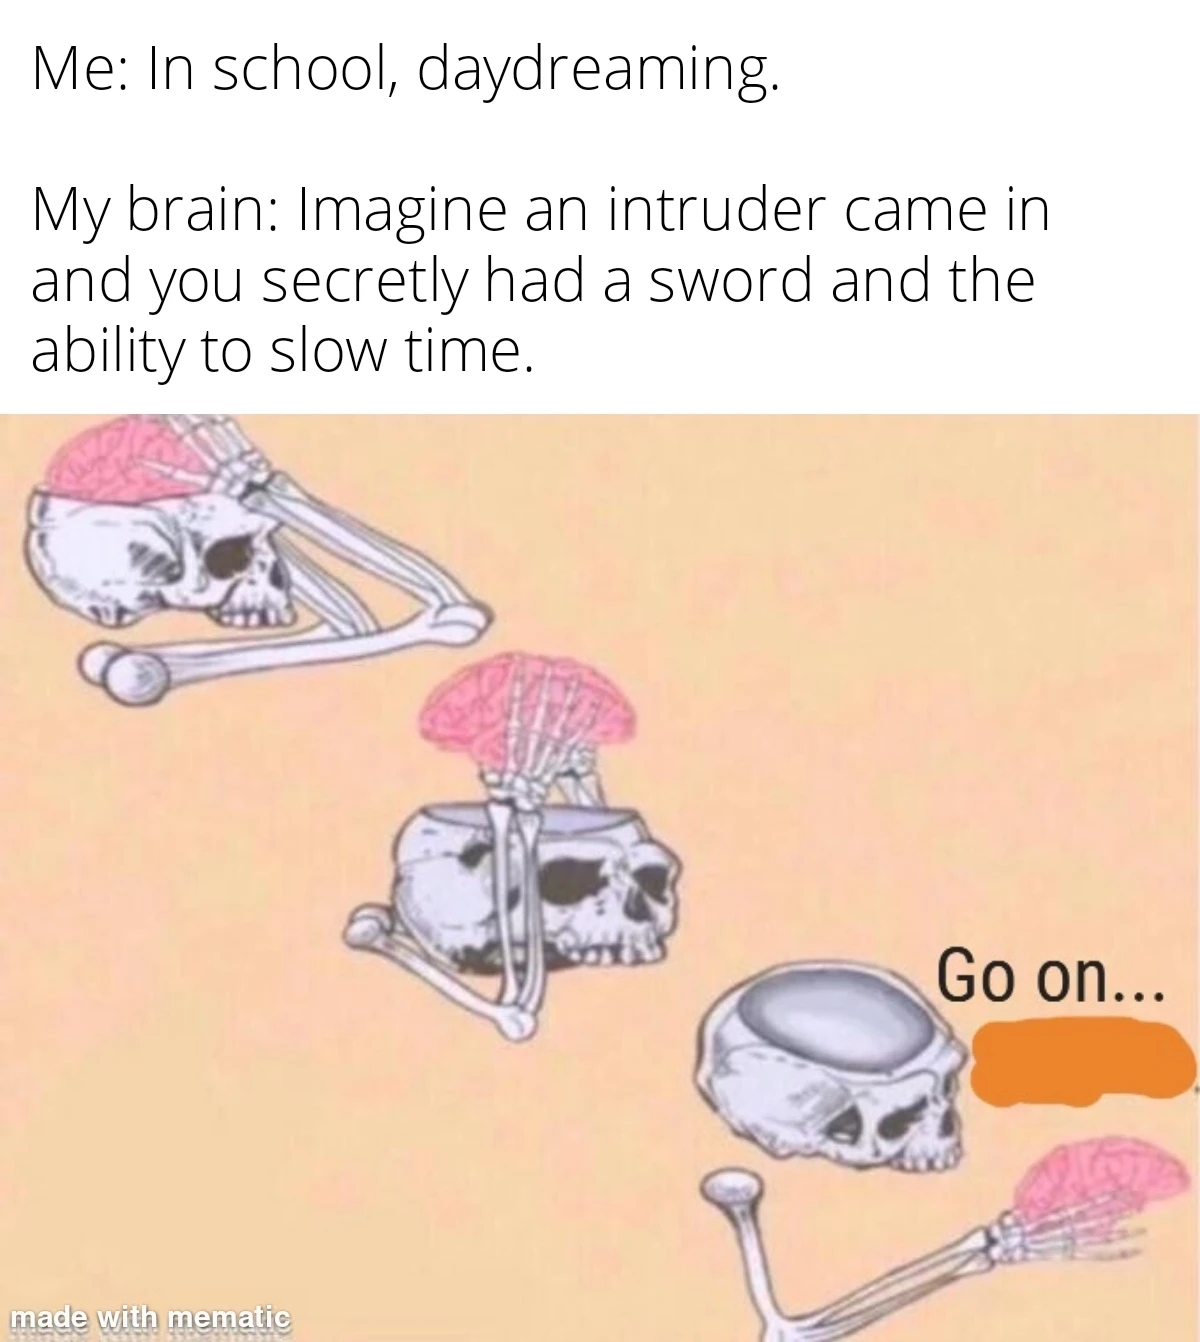 Me: In school, daydreaming.
My brain: Imagine an intruder came in
and you secretly had a sword and the
ability to slow time.
Go on...
made with mematic